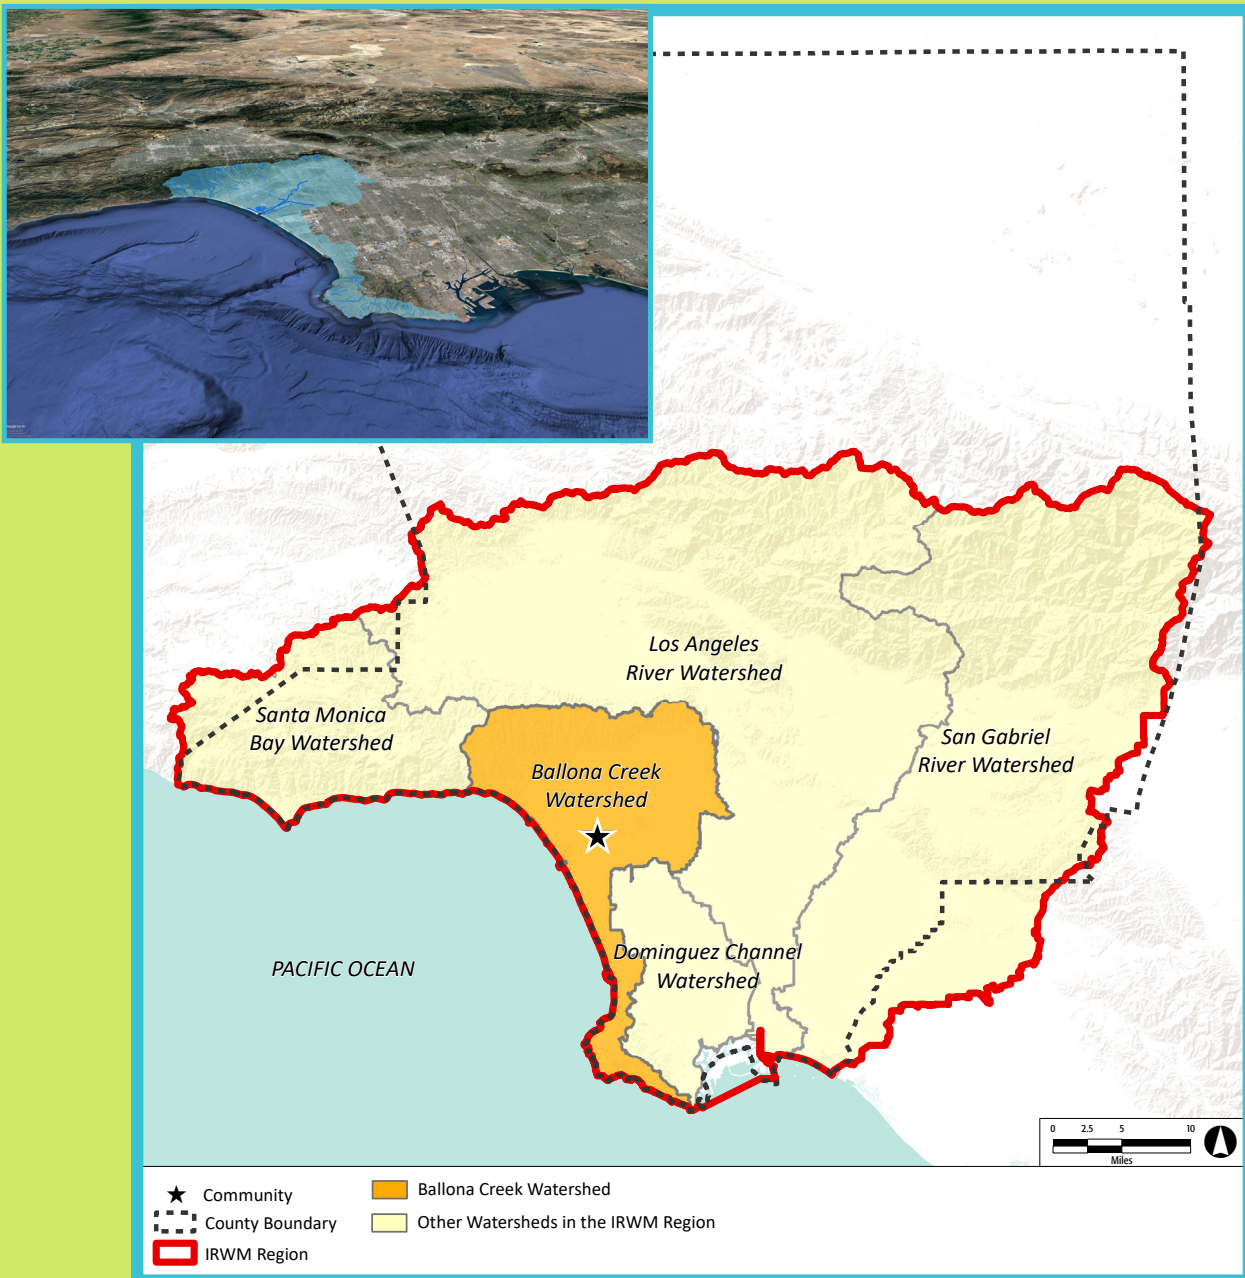 Los Angeles
River Watershed
Santa Monica
Bay Watershed
San Gabriel
River Watershed
Ballona Creek
Watershed
Dominguez Channel
Watershed
PACIFIC OCEAN
0 2.5 5 10
Miles
Community
County Boundary
IRWM Region
Ballona Creek Watershed
Other Watersheds in the IRWM Region